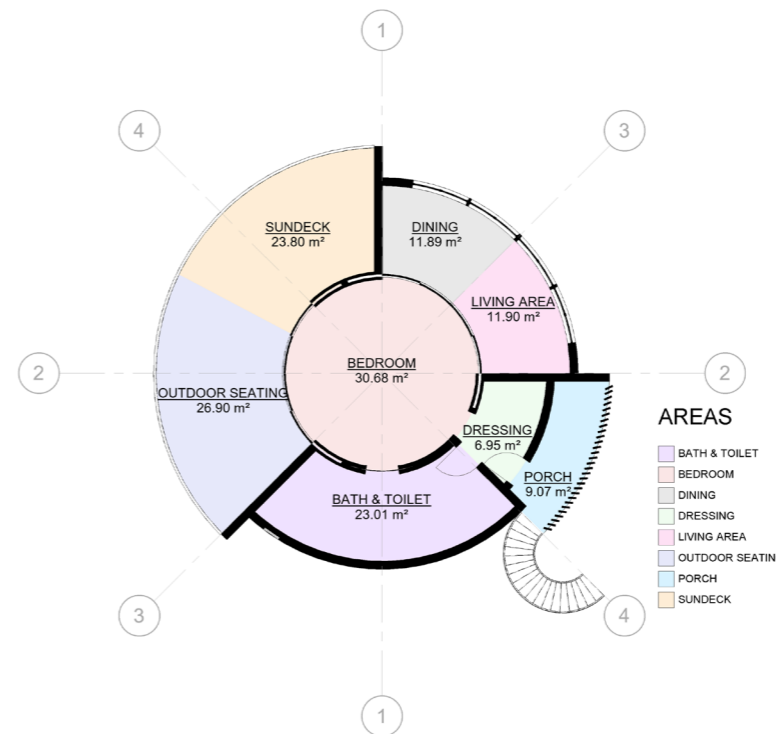 1
4
3
SUNDECK
23.80 m²
DINING
11.89 m²
LIVING AREA
11.90 m²
2
BEDROOM
30.68 m²
2
OUTDOOR SEATING
26.90 m²
DRESSING
6.95 m²
PORCH
9.07 m²
BATH & TOILET
23.01 m²
3
4
1
AREAS
BATH & TOILET
BEDROOM
DINING
DRESSING
LIVING AREA
OUTDOOR SEATIN
PORCH
SUNDECK